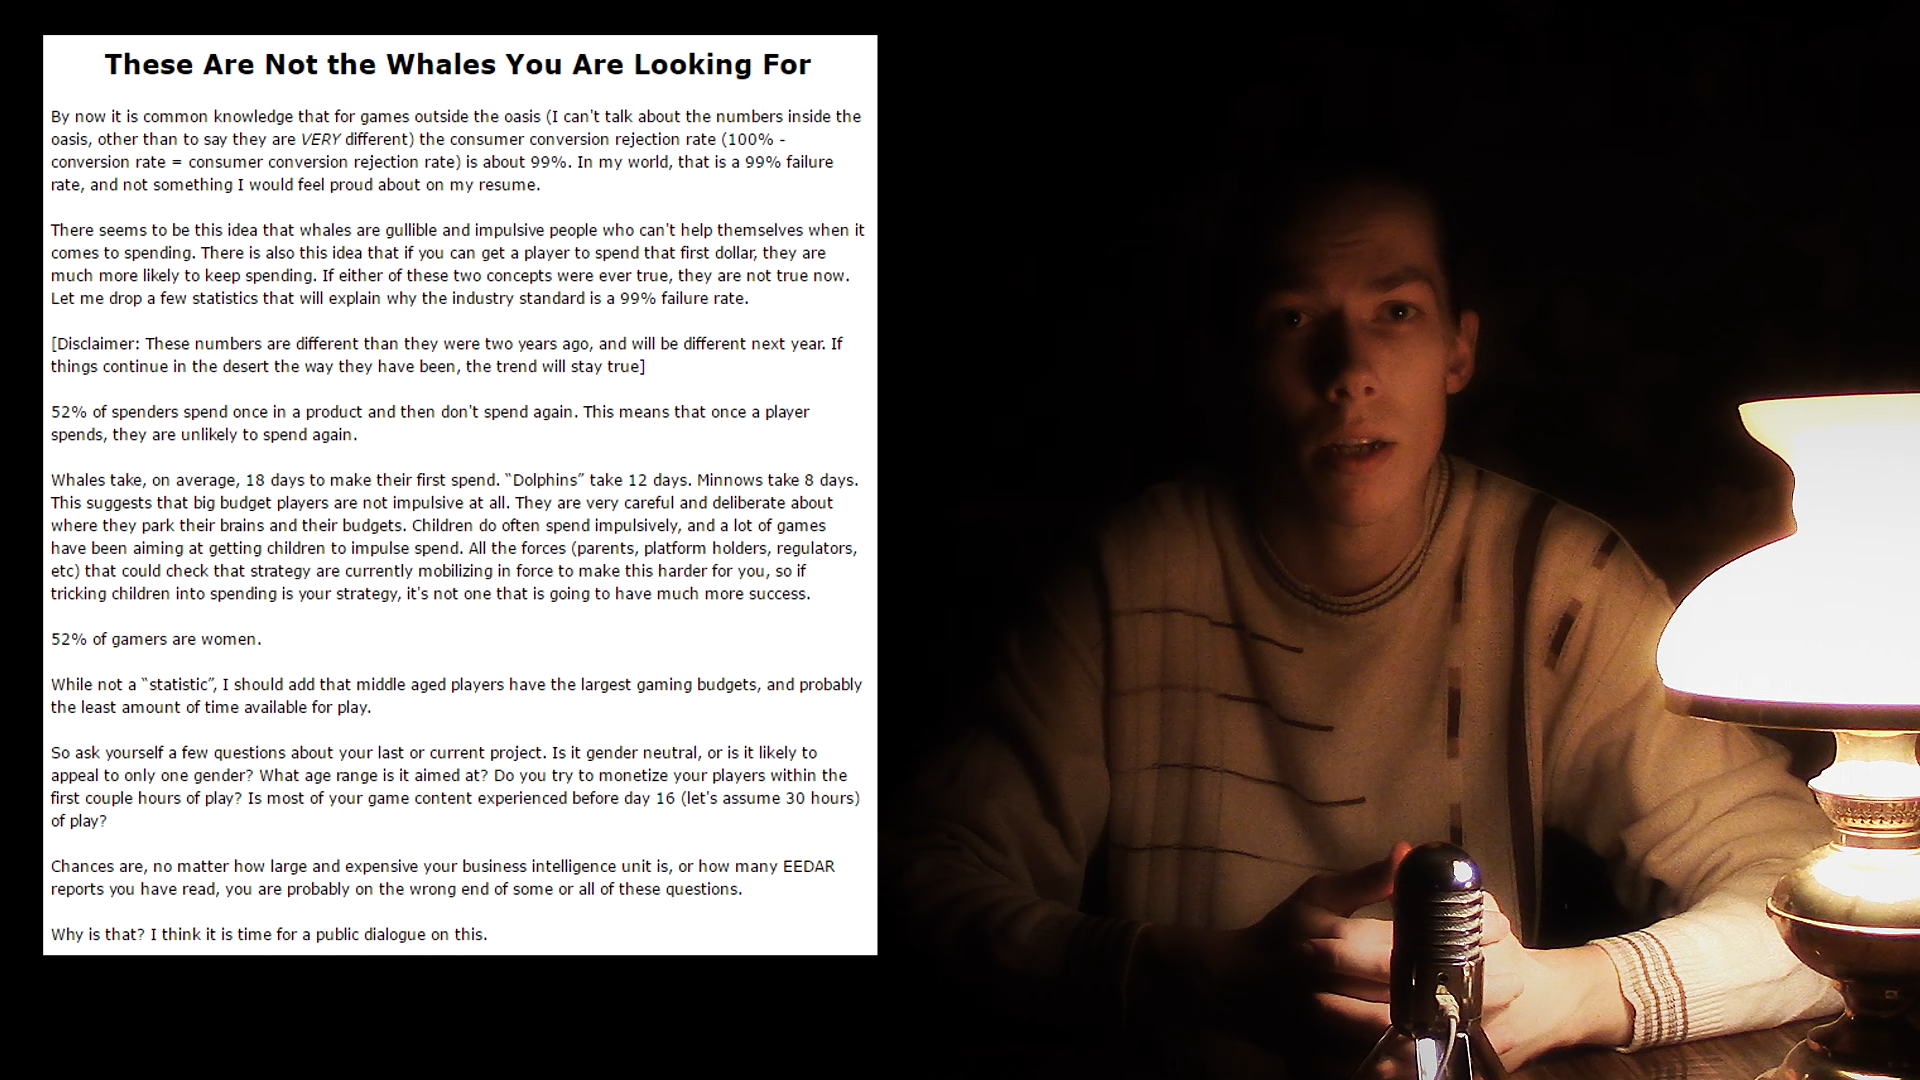 These Are Not the Whales You Are Looking For
By now it is common knowledge that for games outside the oasis (I can't talk about the numbers inside the
oasis, other than to say they are VERY different) the consumer conversion rejection rate (100% -
conversion rate = consumer conversion rejection rate) is about 99%. In my world, that is a 99% failure
rate, and not something I would feel proud about on my resume.
There seems to be this idea that whales are gullible and impulsive people who can't help themselves when it
comes to spending. There is also this idea that if you can get a player to spend that first dollar, they are
much more likely to keep spending. If either of these two concepts were ever true, they are not true now.
Let me drop a few statistics that will explain why the industry standard is a 99% failure rate.
[Disclaimer: These numbers are different than they were two years ago, and will be different next year. If
things continue in the desert the way they have been, the trend will stay true]
52% of spenders spend once in a product and then don't spend again. This means that once a player
spends, they are unlikely to spend again.
Whales take, on average, 18 days to make their first spend. “Dolphins” take 12 days. Minnows take 8 days.
This suggests that big budget players are not impulsive at all. They are very careful and deliberate about
where they park their brains and their budgets. Children do often spend impulsively, and a lot of games
have been aiming at getting children to impulse spend. All the forces (parents, platform holders, regulators,
etc) that could check that strategy are currently mobilizing in force to make this harder for you, so if
tricking children into spending is your strategy, it's not one that is going to have much more success.
52% of gamers are women.
While not a “statistic”, I should add that middle aged players have the largest gaming budgets, and probably
the least amount of time available for play.
So ask yourself a few questions about your last or current project. Is it gender neutral, or is it likely to
appeal to only one gender? What age range is it aimed at? Do you try to monetize your players within the
first couple hours of play? Is most of your game content experienced before day 16 (let's assume 30 hours)
of play?
Chances are, no matter how large and expensive your business intelligence unit is, or how many EEDAR
reports you have read, you are probably on the wrong end of some or all of these questions.
Why is that? I think it is time for a public dialogue on this.